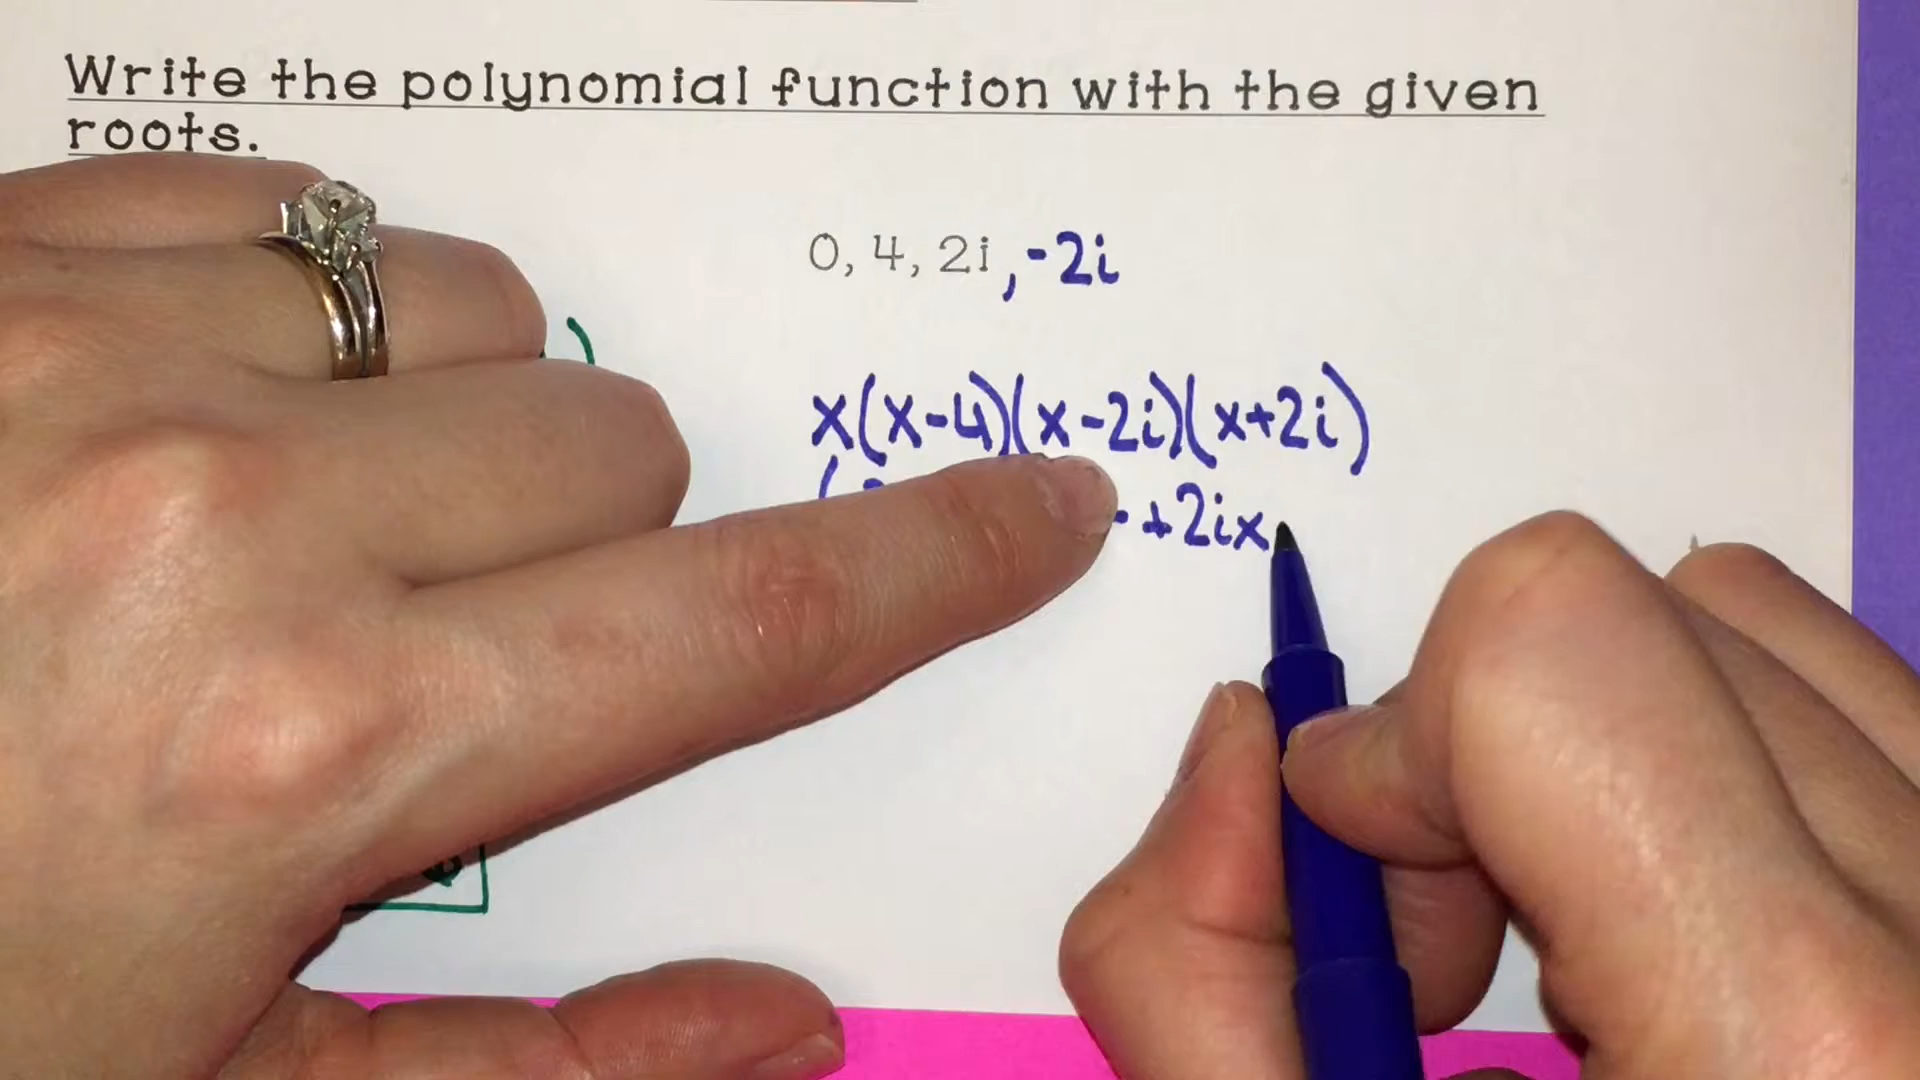 Write the polynomial function with the given
roots.
0, 4, 2i, -2i
x(x-4)(x-2i)(x+2i)
+2ix